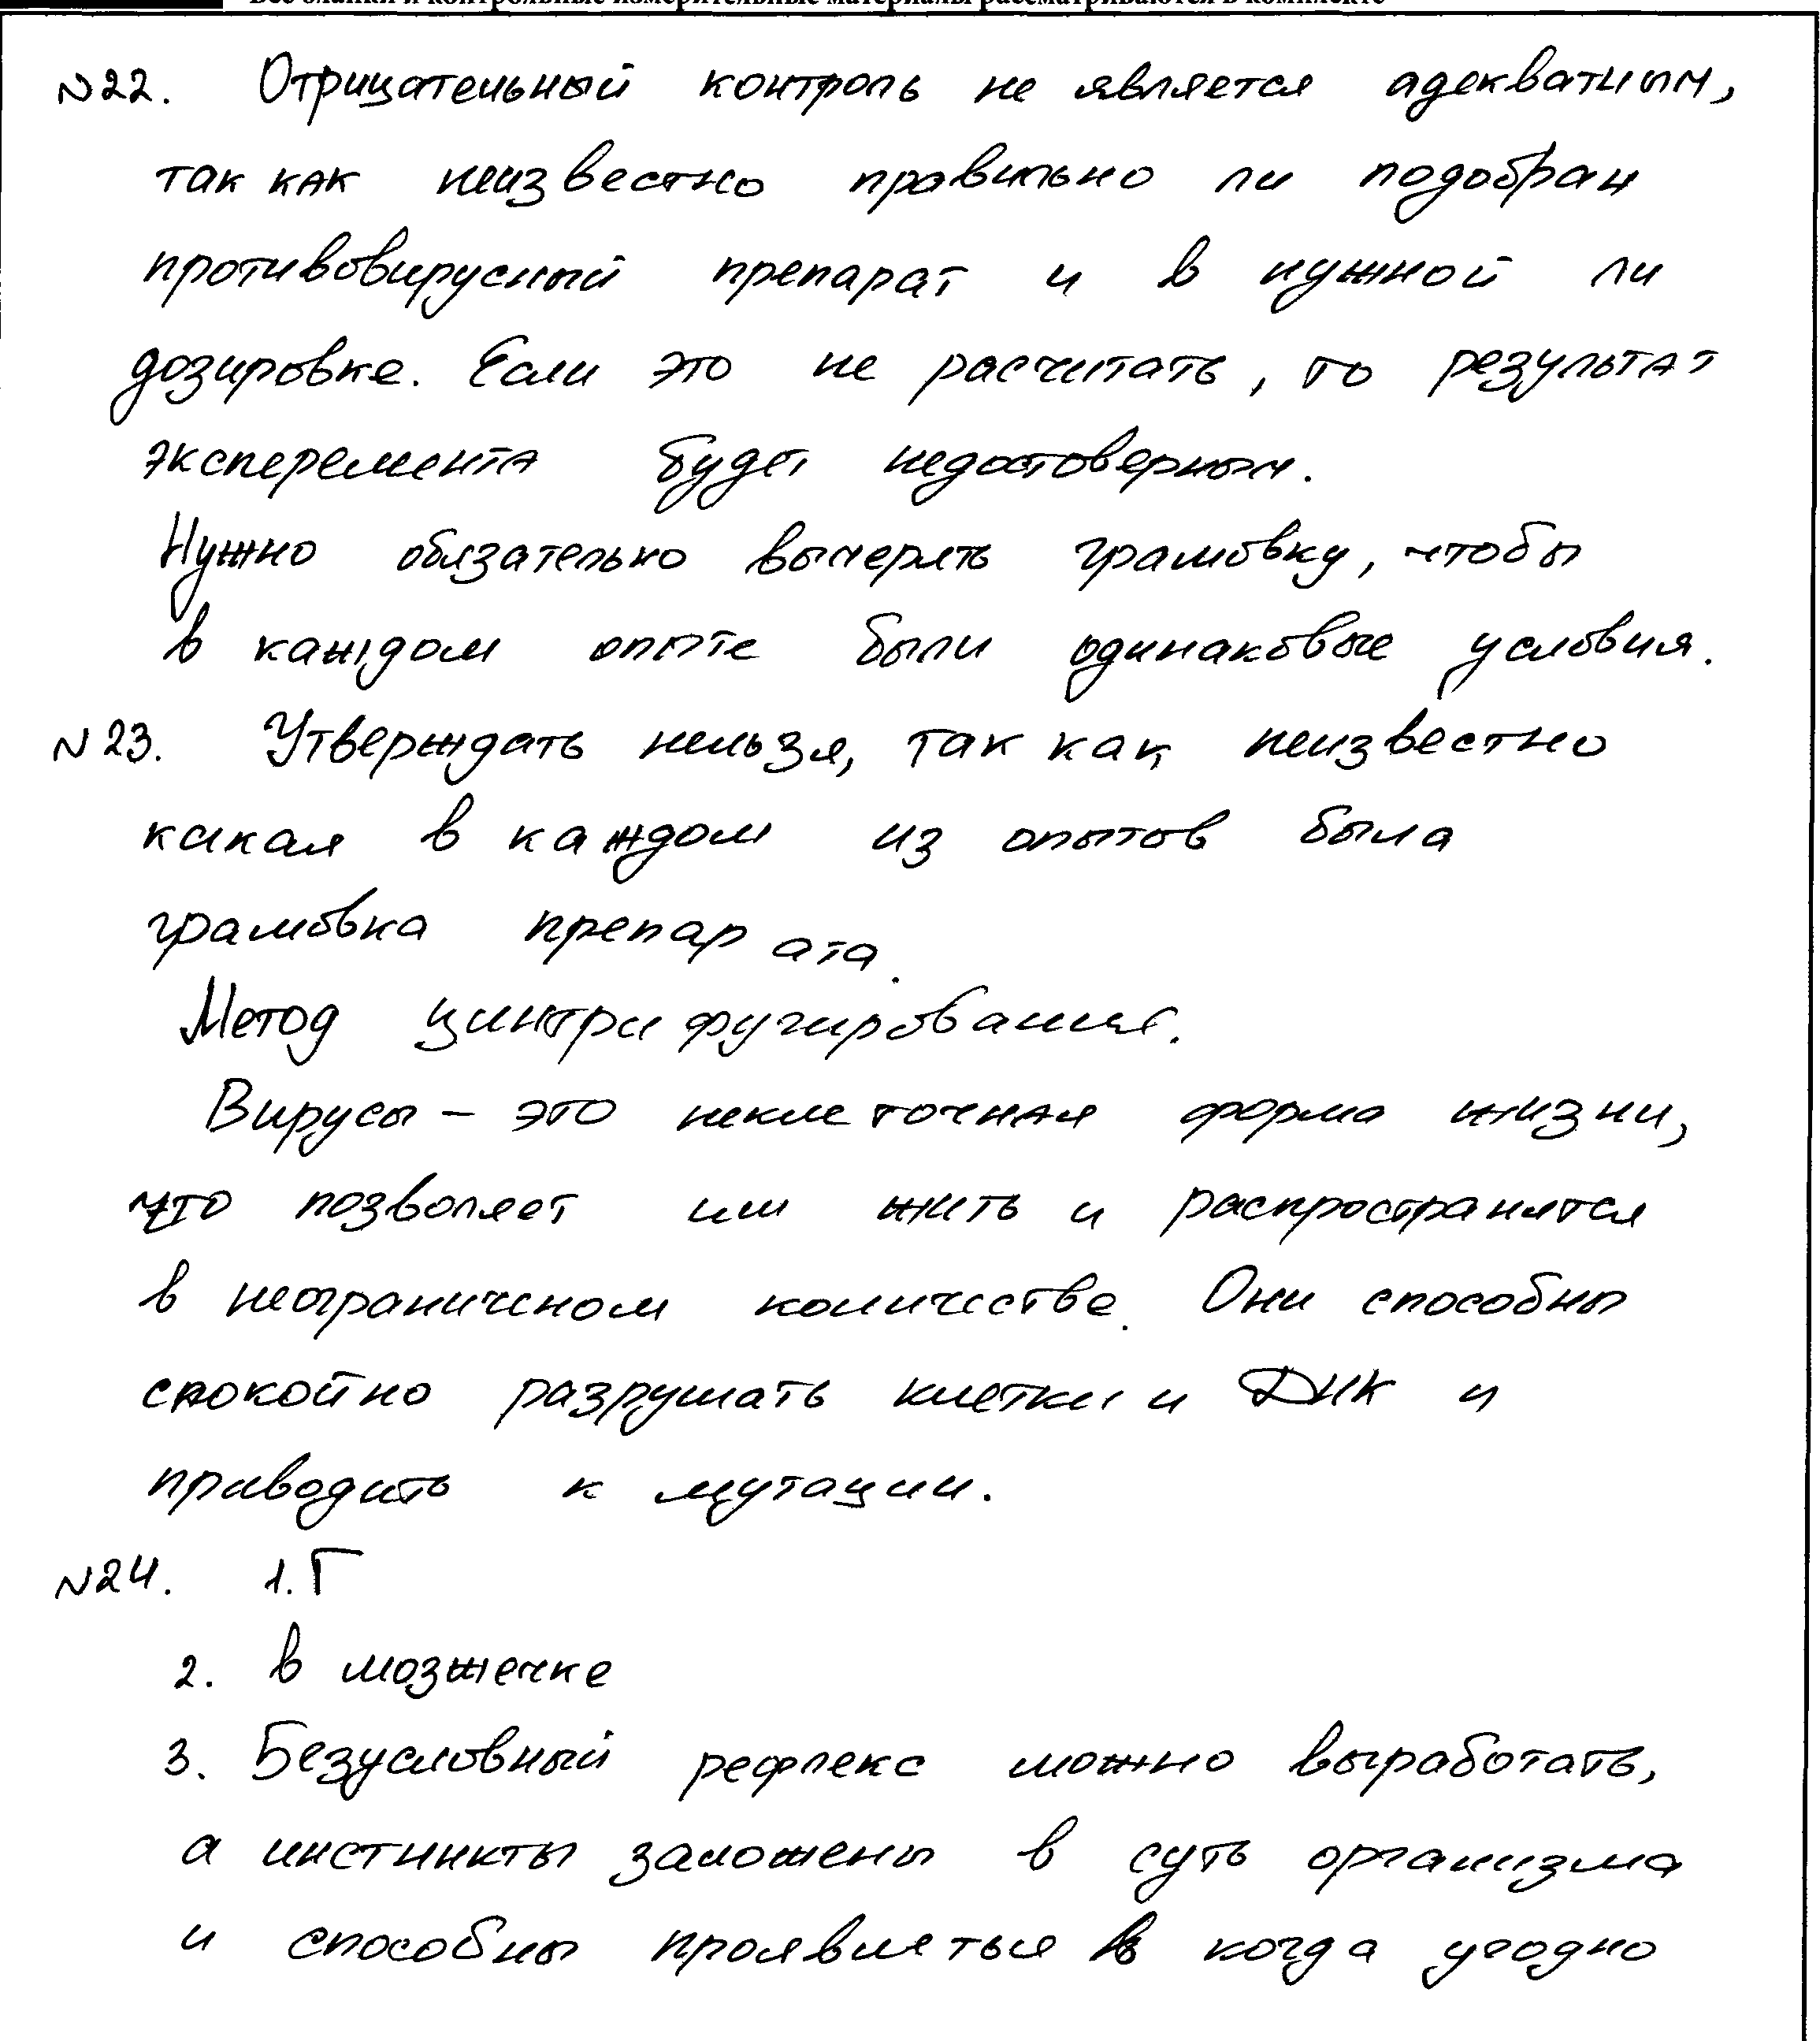 Все бланки и контрольные измерительные материалы рассматриваются в комплекте
№22. Отрицательный контроль не является адекватным,
так как неизвестно правильно ли подобран
противовирусный препарат и в нужной ли
дозировке. Если это не расчитать, то результат
эксперемента будет недостоверным.
Нужно обязательно вымерять грамовку, чтобы
в каждом опыте были одинаковые условия.
№23. Утверждать нельзя, так как неизвестно
какая в каждом из опытов была
грамовка препарата.
Метод центрифугирования.
Вирусы – это неклеточная форма жизни,
что позволяет им жить и распространятся
в неограниченом количестве. Они способны
спокойно разрушать клетки и ДНК и
приводить к мутации.
№24. 1. Г
2. в мозжечке
3. Безусловный рефлекс можно выработать,
а инстинкты заложены в суть организма
и способны проявляться когда угодно